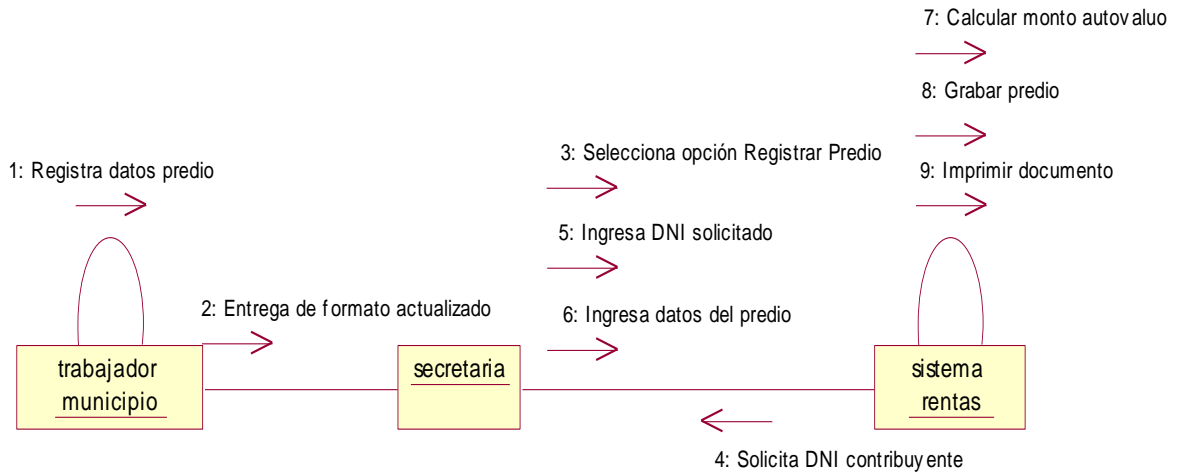 7: Calcular monto autovaluo
8: Grabar predio
3: Selecciona opción Registrar Predio
1: Registra datos predio
9: Imprimir documento
5: Ingresa DNI solicitado
2: Entrega de formato actualizado
6: Ingresa datos del predio
trabajador
municipio
secretaria
sistema
rentas
4: Solicita DNI contribuyente